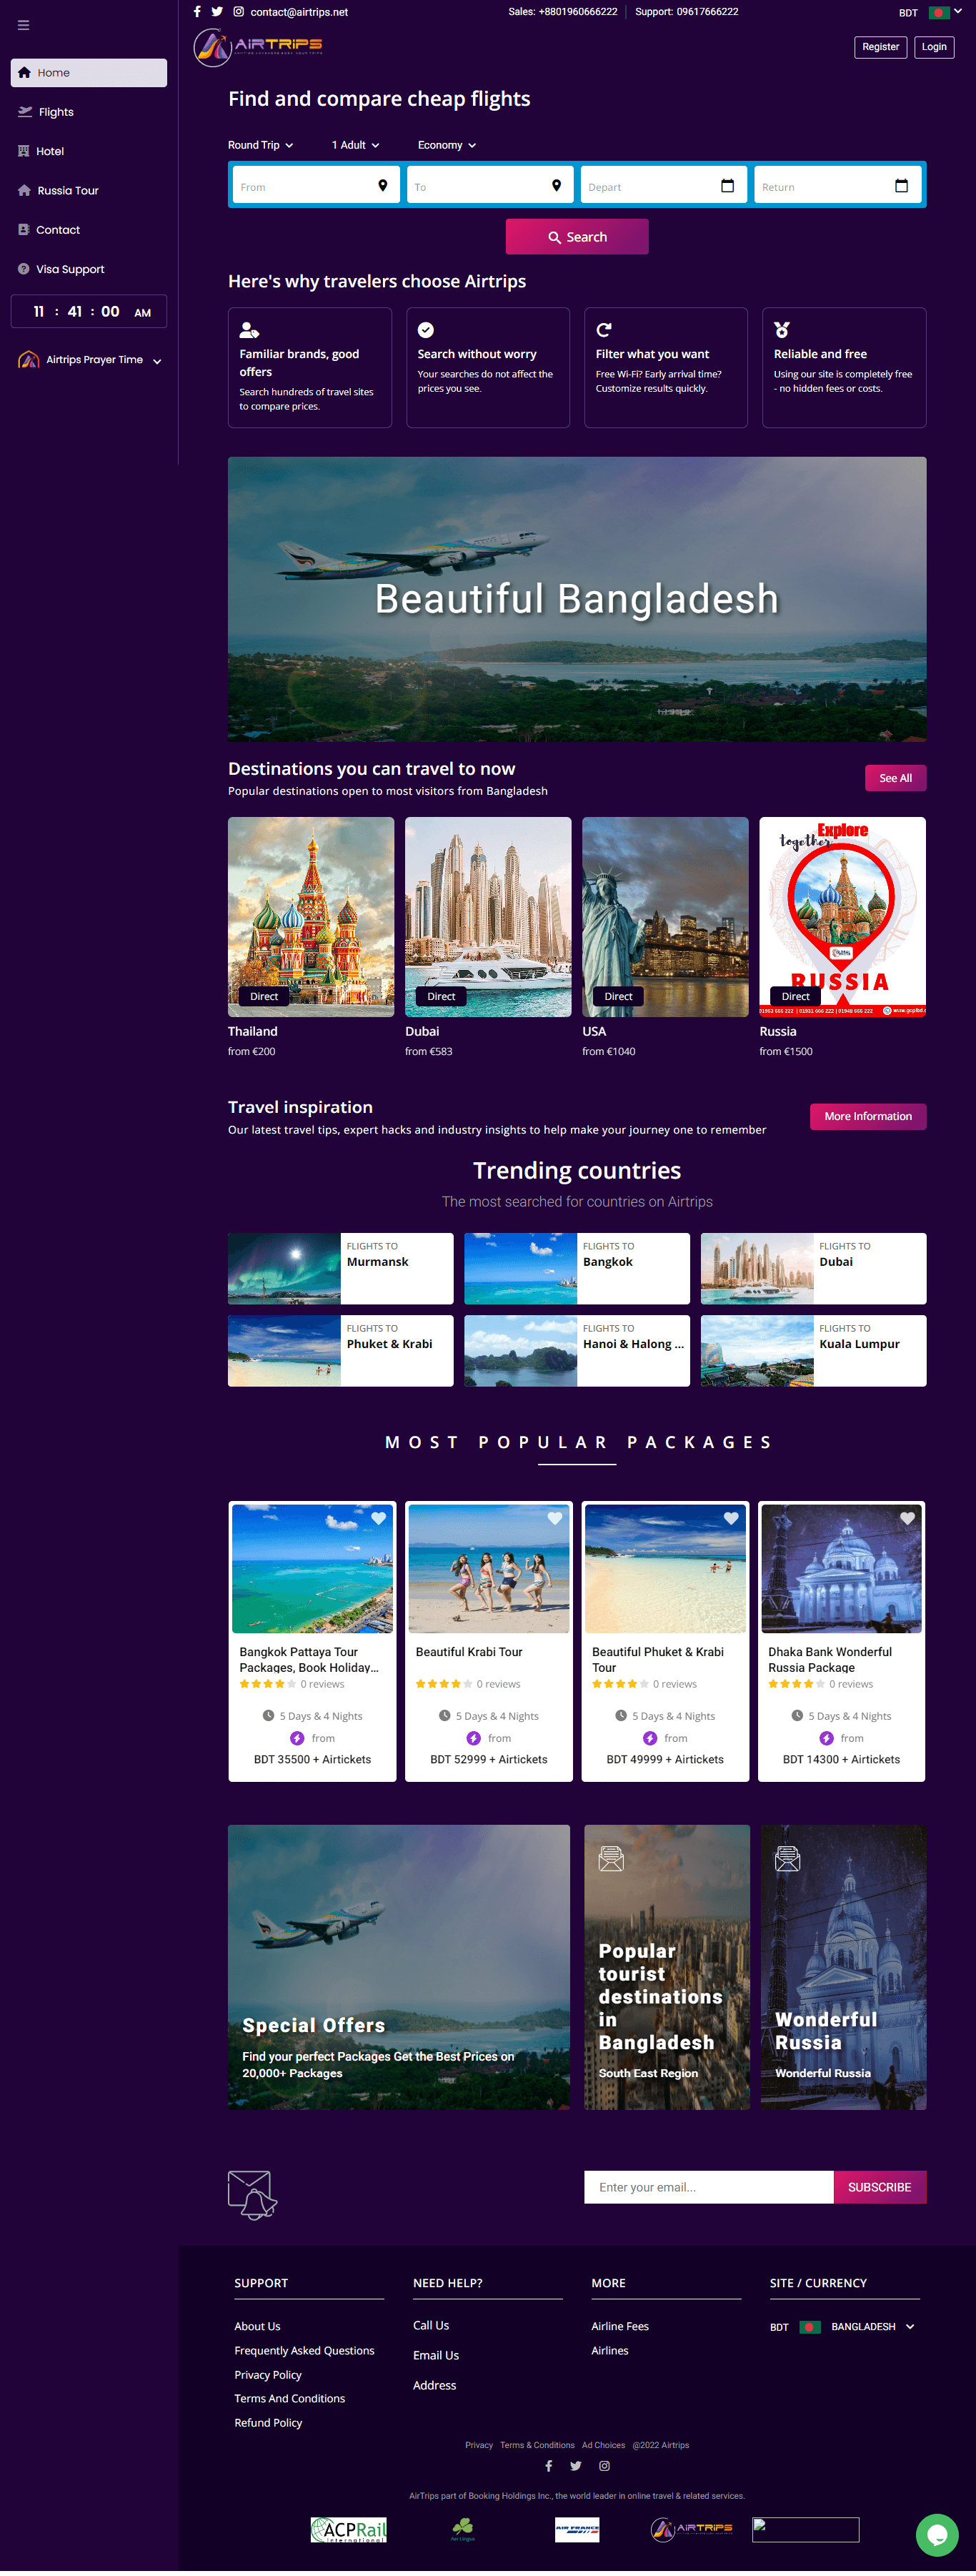 contact@airtrips.net
Sales: +8801960666222
Support: 09617666222
BDT
AIRTRIPS
Register
Login
Home
Flights
Hotel
Russia Tour
Contact
Visa Support
11 : 41 : 00 AM
Airtrips Prayer Time
Find and compare cheap flights
Round Trip
1 Adult
Economy
From
To
Depart
Return
Search
Here's why travelers choose Airtrips
Familiar brands, good
offers
Search hundreds of travel sites
to compare prices.
Search without worry
Your searches do not affect the
prices you see.
Filter what you want
Free Wi-Fi? Early arrival time?
Customize results quickly.
Reliable and free
Using our site is completely free
- no hidden fees or costs.
Beautiful Bangladesh
Destinations you can travel to now
Popular destinations open to most visitors from Bangladesh
See All
Direct
Thailand
from €200
Direct
Dubai
from €583
Direct
USA
from €1040
Explore
together
RUSSIA
Direct
Russia
from €1500
Travel inspiration
Our latest travel tips, expert hacks and industry insights to help make your journey one to remember
More Information
Trending countries
The most searched for countries on Airtrips
FLIGHTS TO
Murmansk
FLIGHTS TO
Bangkok
FLIGHTS TO
Dubai
FLIGHTS TO
Phuket & Krabi
FLIGHTS TO
Hanoi & Halong ...
FLIGHTS TO
Kuala Lumpur
MOST POPULAR PACKAGES
Bangkok Pattaya Tour
Packages, Book Holiday...
0 reviews
5 Days & 4 Nights
from
BDT 35500 + Airtickets
Beautiful Krabi Tour
0 reviews
5 Days & 4 Nights
from
BDT 52999 + Airtickets
Beautiful Phuket & Krabi
Tour
0 reviews
5 Days & 4 Nights
from
BDT 49999 + Airtickets
Dhaka Bank Wonderful
Russia Package
0 reviews
5 Days & 4 Nights
from
BDT 14300 + Airtickets
Special Offers
Find your perfect Packages Get the Best Prices on
20,000+ Packages
Popular
tourist
destinations
in
Bangladesh
South East Region
Wonderful
Russia
Wonderful Russia
Enter your email...
SUBSCRIBE
SUPPORT
About Us
Frequently Asked Questions
Privacy Policy
Terms And Conditions
Refund Policy
NEED HELP?
Call Us
Email Us
Address
MORE
Airline Fees
Airlines
SITE / CURRENCY
BDT
BANGLADESH
Privacy Terms & Conditions Ad Choices @2022 Airtrips
AirTrips part of Booking Holdings Inc., the world leader in online travel & related services.
ACPRail
International
Aer Lingus
AIR FRANCE
AIRTRIPS